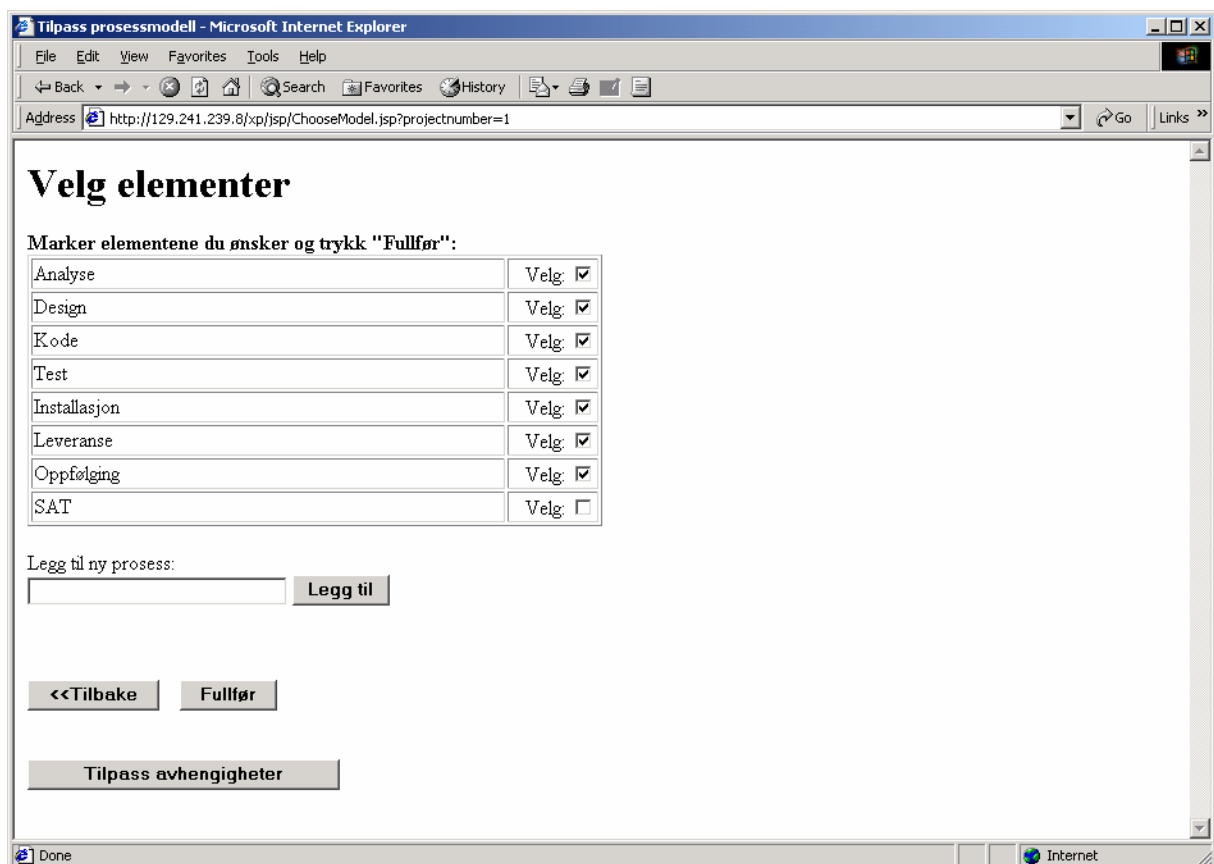 Tilpass prosessmodell - Microsoft Internet Explorer
File Edit View Favorites Tools Help
Back Search Favorites History
Address http://129.241.239.8/xp/jsp/ChooseModel.jsp?projectnumber=1 Go Links »
Velg elementer
Marker elementene du ønsker og trykk "Fullfør":
Analyse Velg:
Design Velg:
Kode Velg:
Test Velg:
Installasjon Velg:
Leveranse Velg:
Oppfølging Velg:
SAT Velg:
Legg til ny prosess:
Legg til
<<Tilbake Fullfør
Tilpass avhengigheter
Done Internet